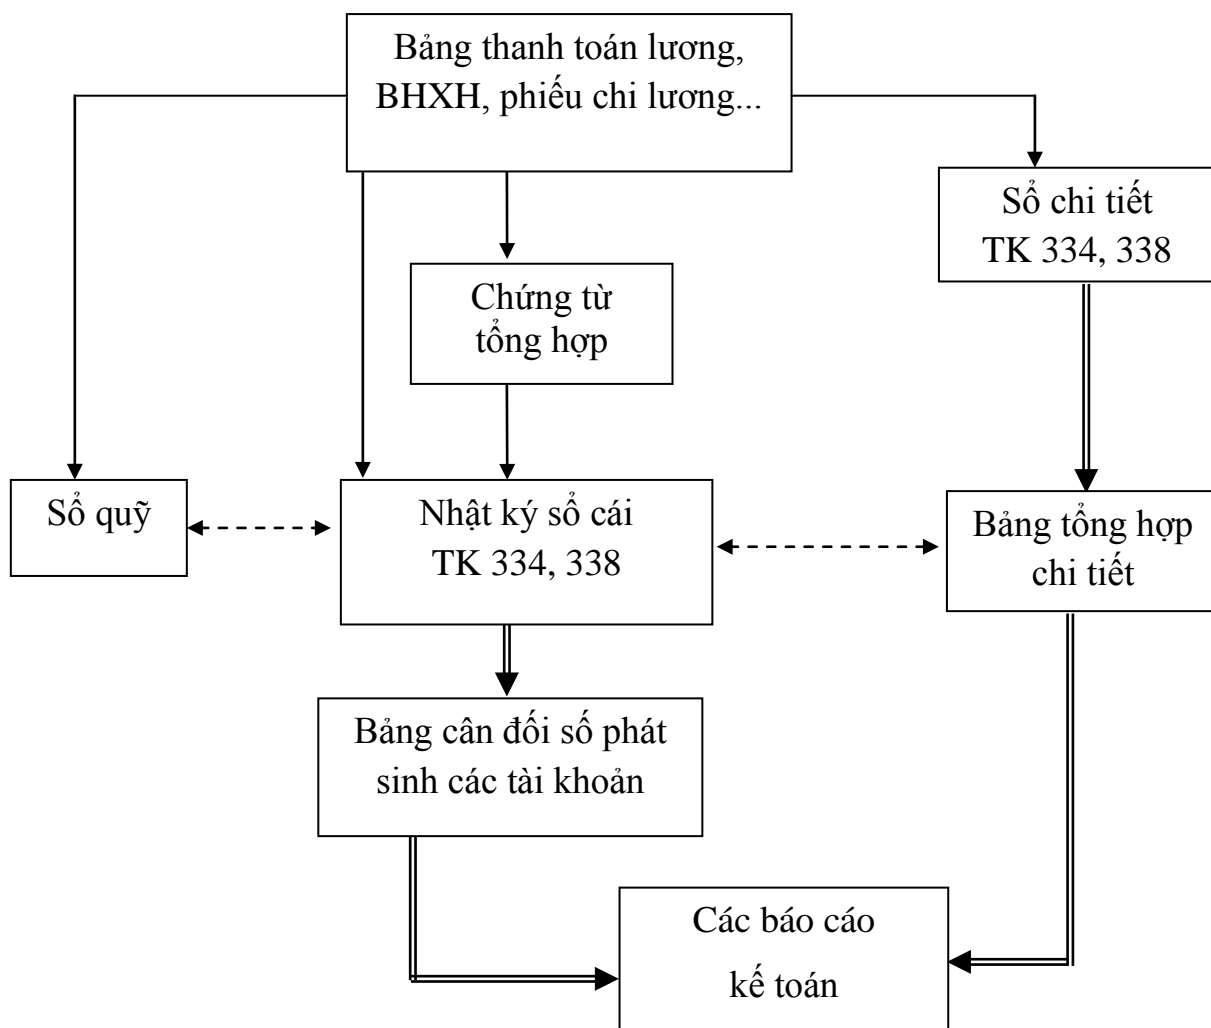 Bảng thanh toán lương,
BHXH, phiếu chi lương...
Sổ chi tiết
TK 334, 338
Chứng từ
tổng hợp
Sổ quỹ
Nhật ký sổ cái
TK 334, 338
Bảng tổng hợp
chi tiết
Bảng cân đối số phát
sinh các tài khoản
Các báo cáo
kế toán